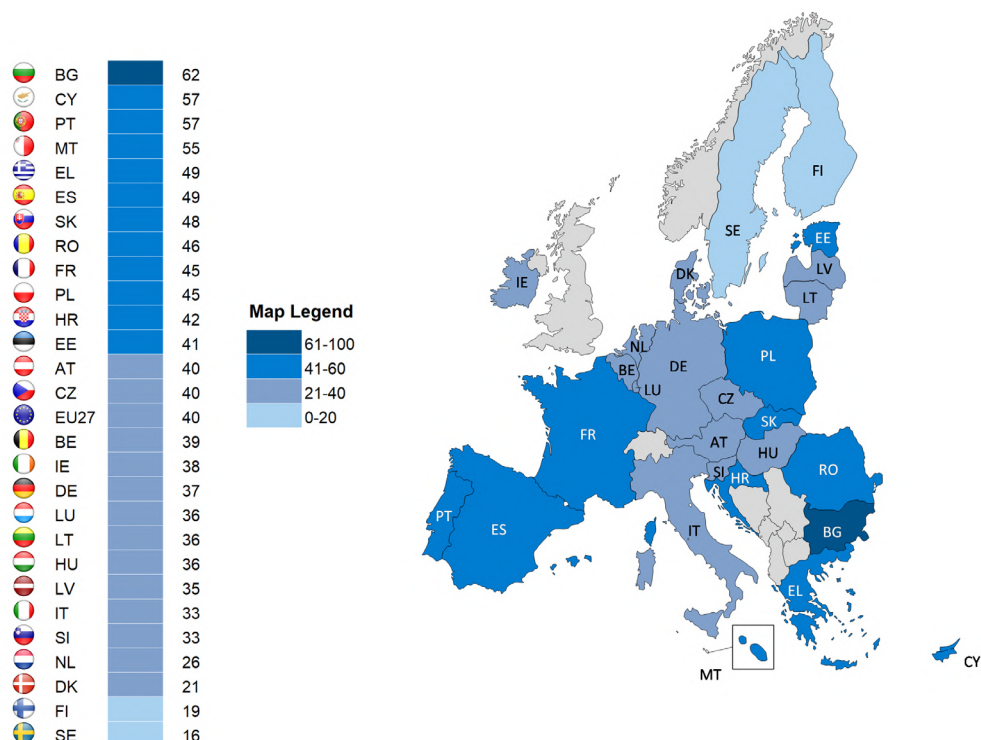 BG 62
CY 57
PT 57
MT 55
EL 49
ES 49
SK 48
RO 46
FR 45
PL 45
HR 42
EE 41
AT 40
CZ 40
EU27 40
BE 39
IE 38
DE 37
LU 36
LT 36
HU 36
LV 35
IT 33
SI 33
NL 26
DK 21
FI 19
SE 16
Map Legend
61-100
41-60
21-40
0-20
FI
SE
EE
LV
LT
DK
IE
NL
BE
DE
LU
PL
CZ
SK
AT
HU
FR
SI
HR
RO
PT
ES
IT
BG
EL
MT
CY